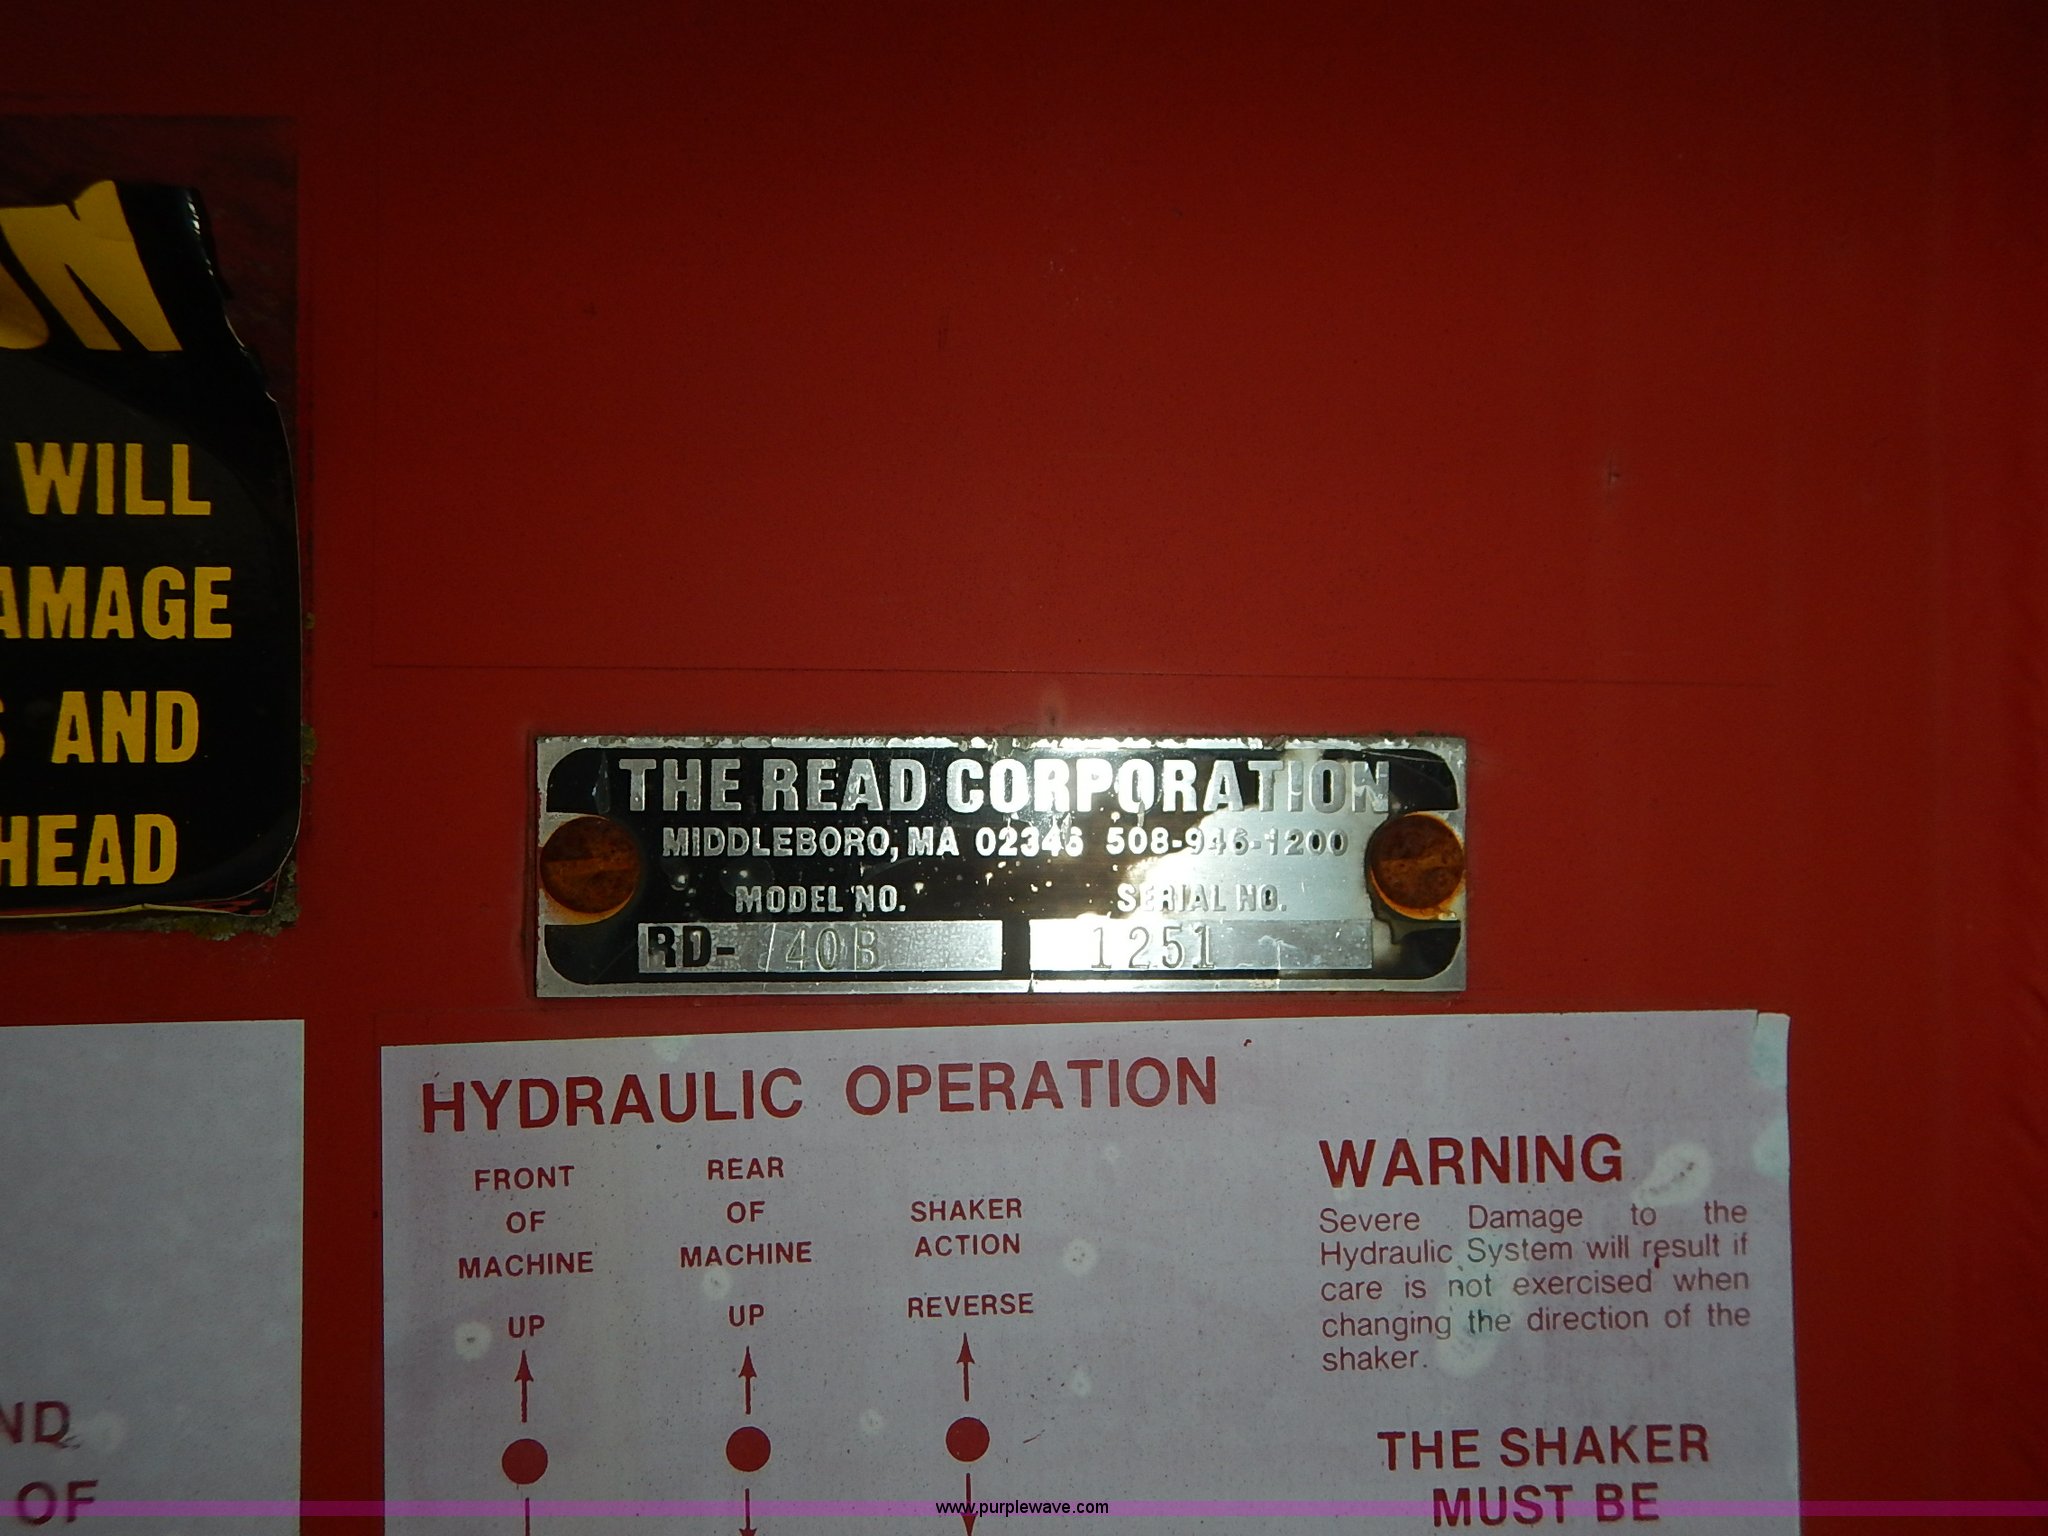 ON
WILL
AMAGE
S AND
HEAD
THE READ CORPORATION
MIDDLEBORO, MA 02346 508-946-1200
MODEL NO. SERIAL NO.
RD- /40B 1251
HYDRAULIC OPERATION
FRONT
OF
MACHINE
UP
REAR
OF
MACHINE
UP
SHAKER
ACTION
REVERSE
WARNING
Severe Damage to the
Hydraulic System will result if
care is not exercised when
changing the direction of the
shaker.
THE SHAKER
MUST BE
ND
OF
www.purplewave.com